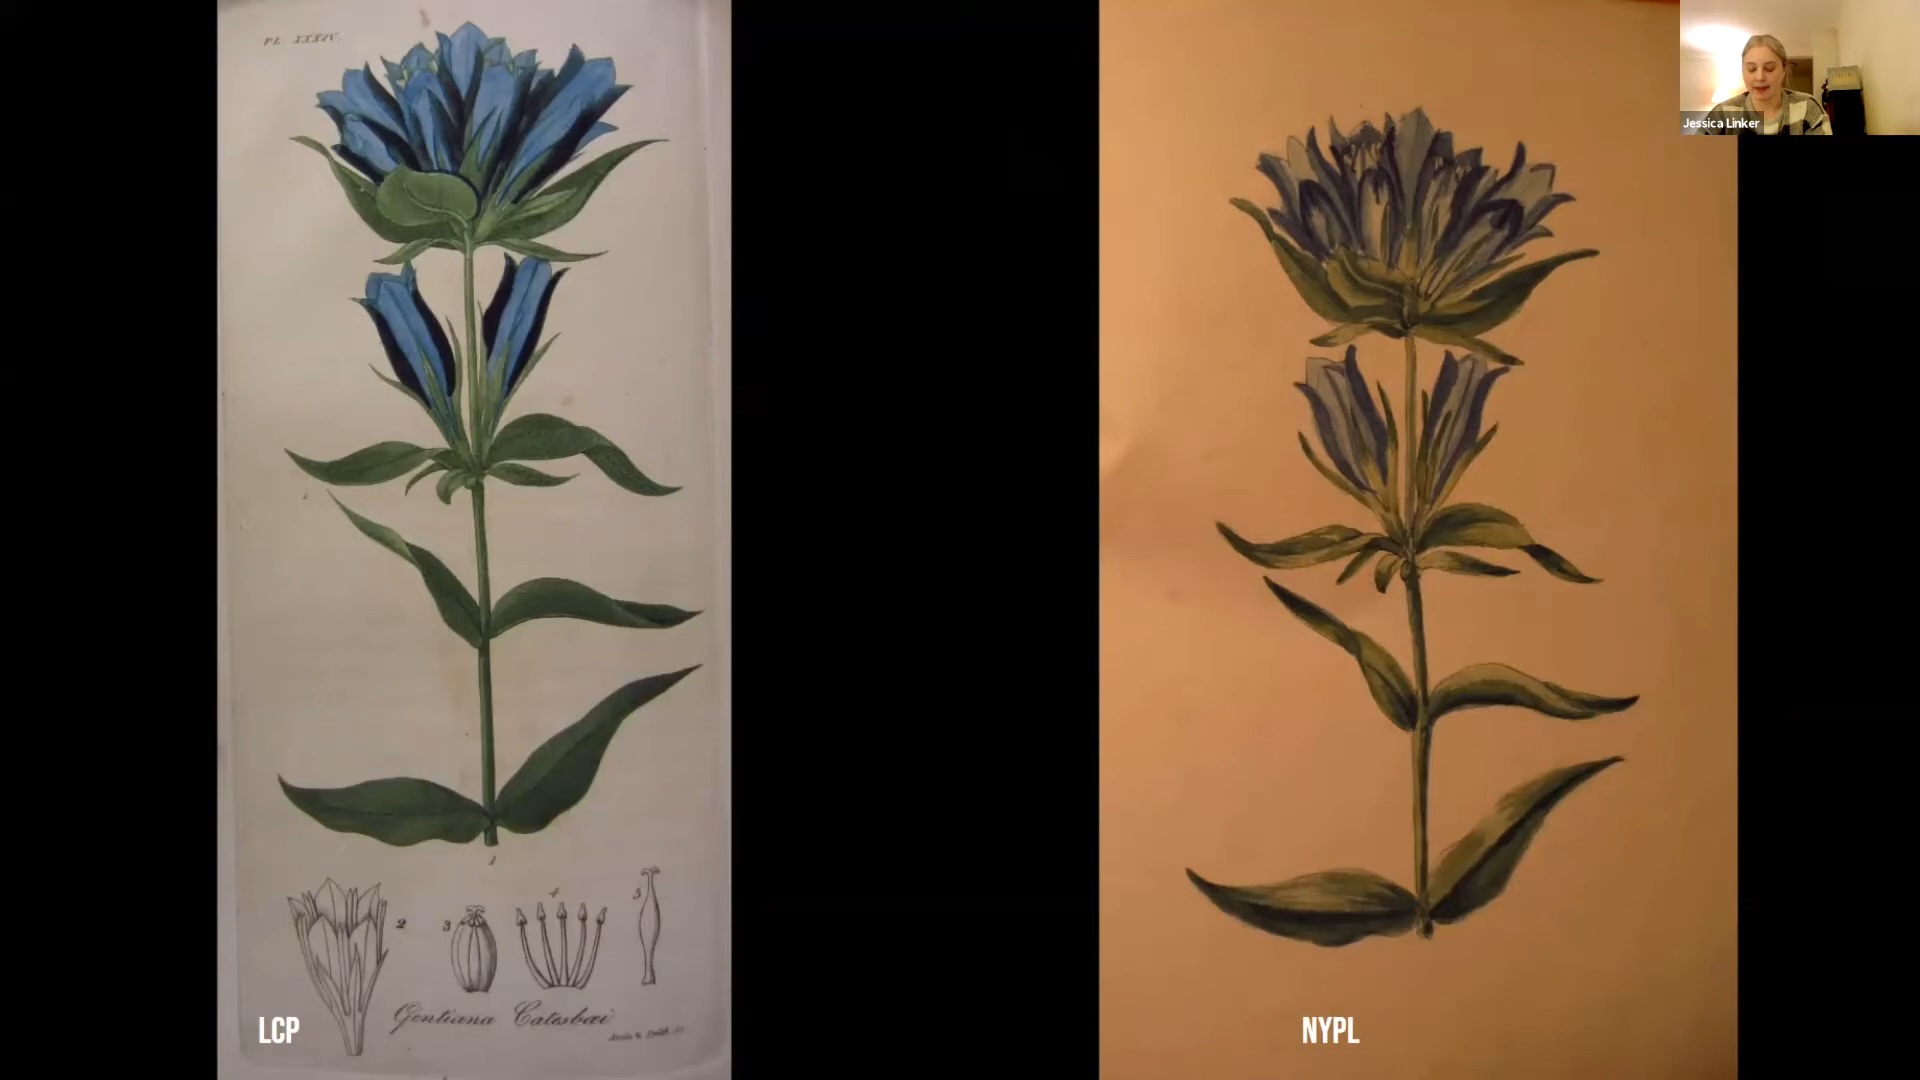 PL. XXXIV.
Jessica Linker
1
2
3
4
5
Gentiana Catesbæi
LCP
NYPL